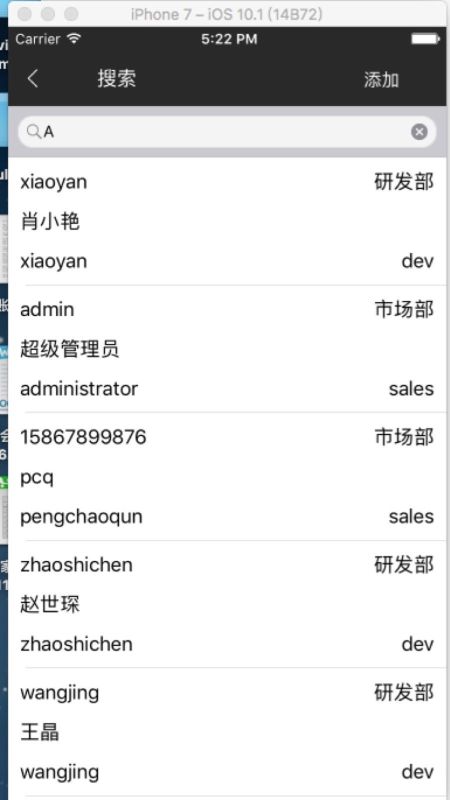 iPhone 7 – iOS 10.1 (14B72)
Carrier 5:22 PM
搜索 添加
A
xiaoyan 研发部
肖小艳
xiaoyan dev
admin 市场部
超级管理员
administrator sales
15867899876 市场部
pcq
pengchaoqun sales
zhaoshichen 研发部
赵世琛
zhaoshichen dev
wangjing 研发部
王晶
wangjing dev